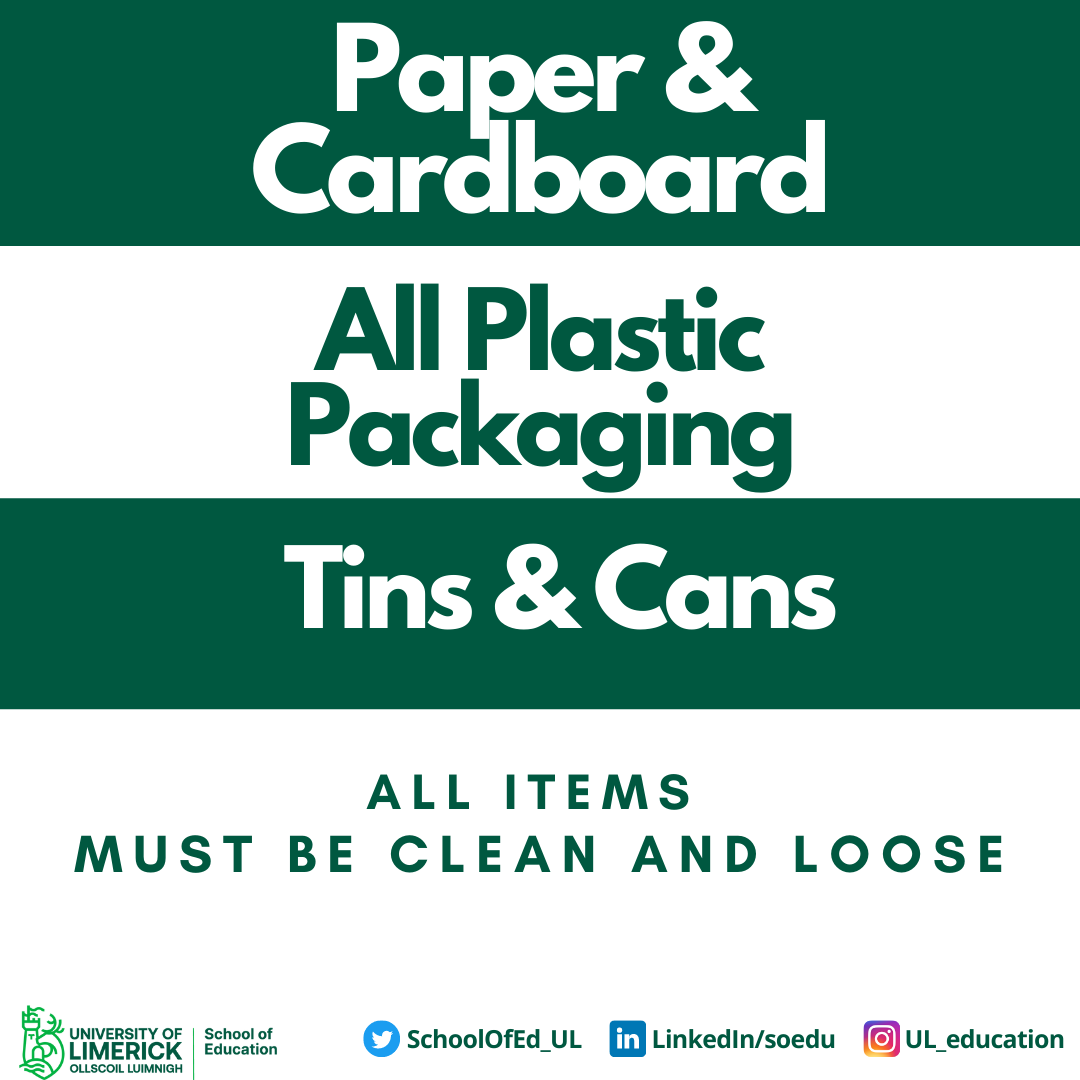 Paper &
Cardboard
All Plastic
Packaging
Tins & Cans
ALL ITEMS
MUST BE CLEAN AND LOOSE
UNIVERSITY OF
LIMERICK
OLLSCOIL LUIMNIGH
School of
Education
SchoolOfEd_UL
in LinkedIn/soedu
UL_education